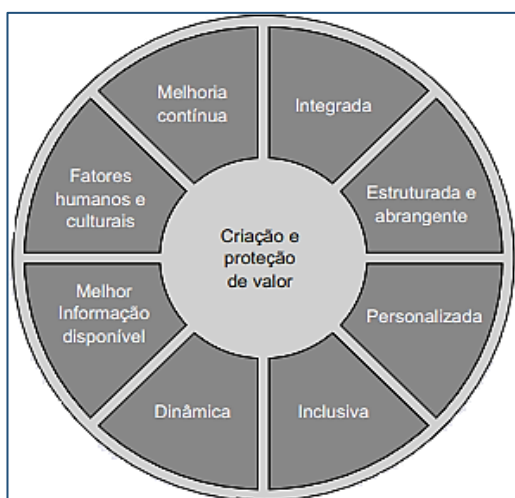 Melhoria
contínua
Integrada
Fatores
humanos e
culturais
Estruturada e
abrangente
Criação e
proteção
de valor
Melhor
Informação
disponível
Personalizada
Dinâmica
Inclusiva